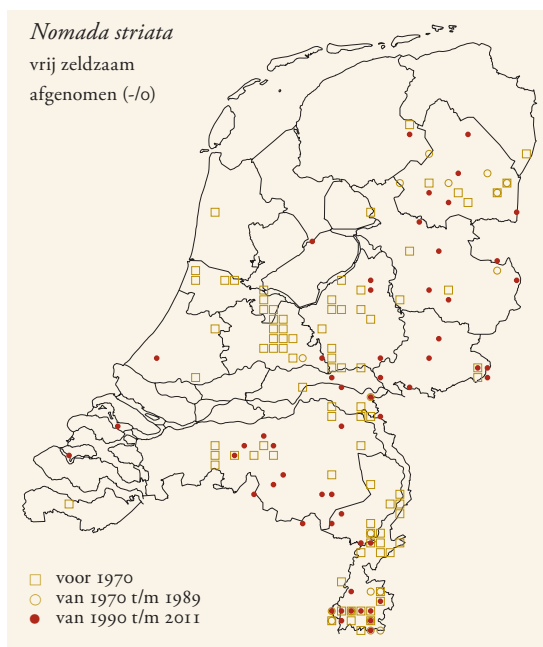 Nomada striata
vrij zeldzaam
afgenomen (-/0)
voor 1970
van 1970 t/m 1989
van 1990 t/m 2011